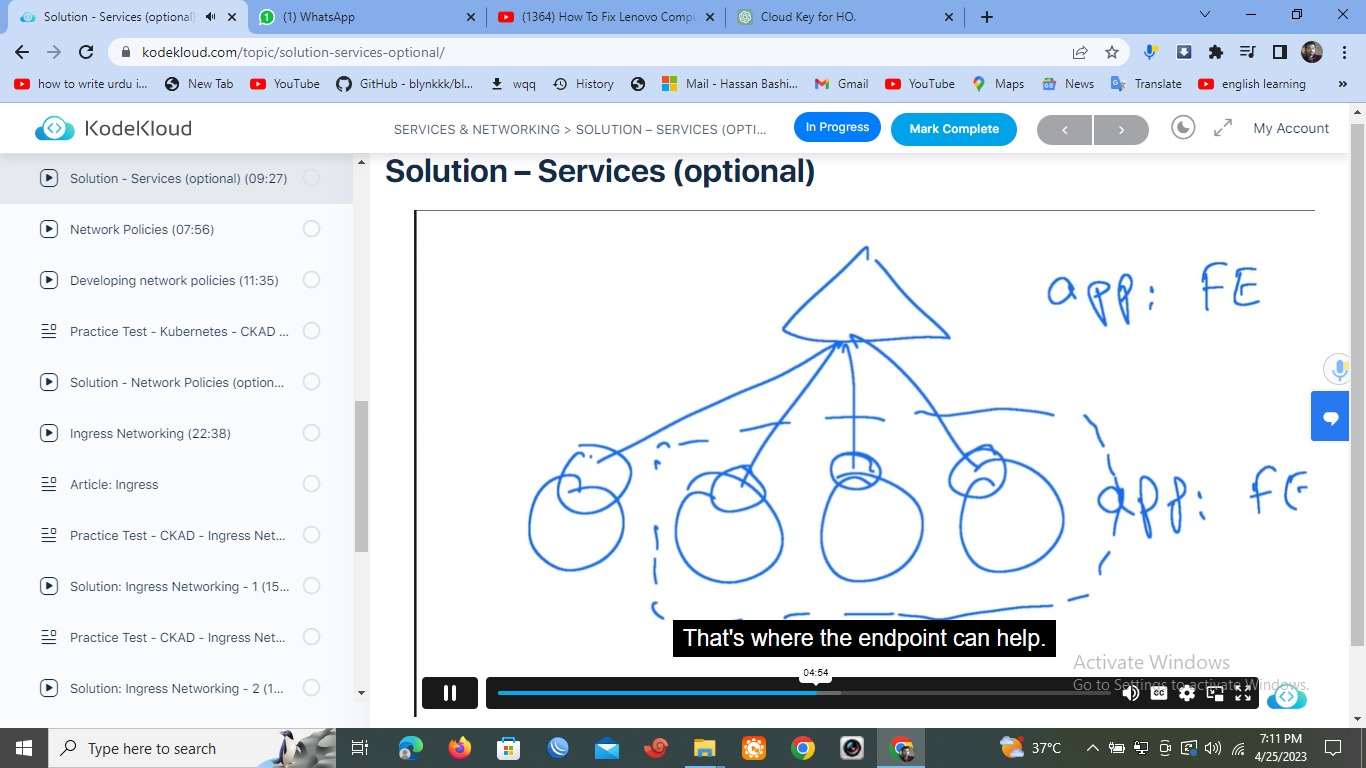 Solution - Services (optional)
(1) WhatsApp
(1364) How To Fix Lenovo Compu
Cloud Key for HO.
kodekloud.com/topic/solution-services-optional/
how to write urdu i...
New Tab
YouTube
GitHub - blynkkk/bl...
wqq
History
Mail - Hassan Bashi...
Gmail
YouTube
Maps
News
Translate
english learning
»
KodeKloud
SERVICES & NETWORKING > SOLUTION – SERVICES (OPTI...
In Progress
Mark Complete
My Account
Solution - Services (optional) (09:27)
Network Policies (07:56)
Developing network policies (11:35)
Practice Test - Kubernetes - CKAD ...
Solution - Network Policies (option...
Ingress Networking (22:38)
Article: Ingress
Practice Test - CKAD - Ingress Net...
Solution: Ingress Networking - 1 (15...
Practice Test - CKAD - Ingress Net...
Solution: Ingress Networking - 2 (1...
Solution – Services (optional)
app: FE
app: FE
That's where the endpoint can help.
04:54
CC
Activate Windows
Go to Settings to activate Windows.
Type here to search
37°C
7:11 PM
4/25/2023